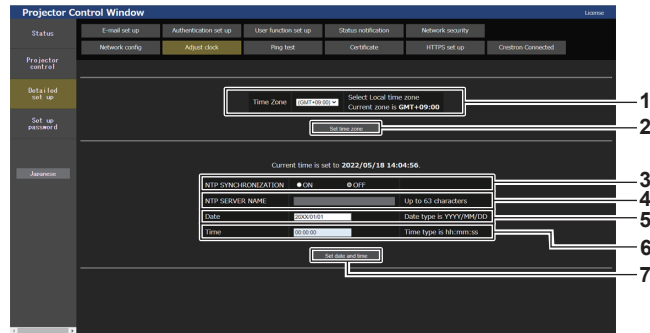 Projector Control Window
License
Status
E-mail set up
Authentication set up
User function set up
Status notification
Network security
Network config
Adjust clock
Ping test
Certificate
HTTPS set up
Crestron Connected
Projector
control
Detailed
set up
Set up
password
Japanese
Time Zone
(GMT+09:00)
Select Local time zone
Current zone is GMT+09:00
1
Set time zone
2
Current time is set to 2022/05/18 14:04:56.
NTP SYNCHRONIZATION ON OFF
3
NTP SERVER NAME Up to 63 characters
4
Date 20XX/01/01 Date type is YYYY/MM/DD
5
Time 00:00:00 Time type is hh:mm:ss
6
Set date and time
7